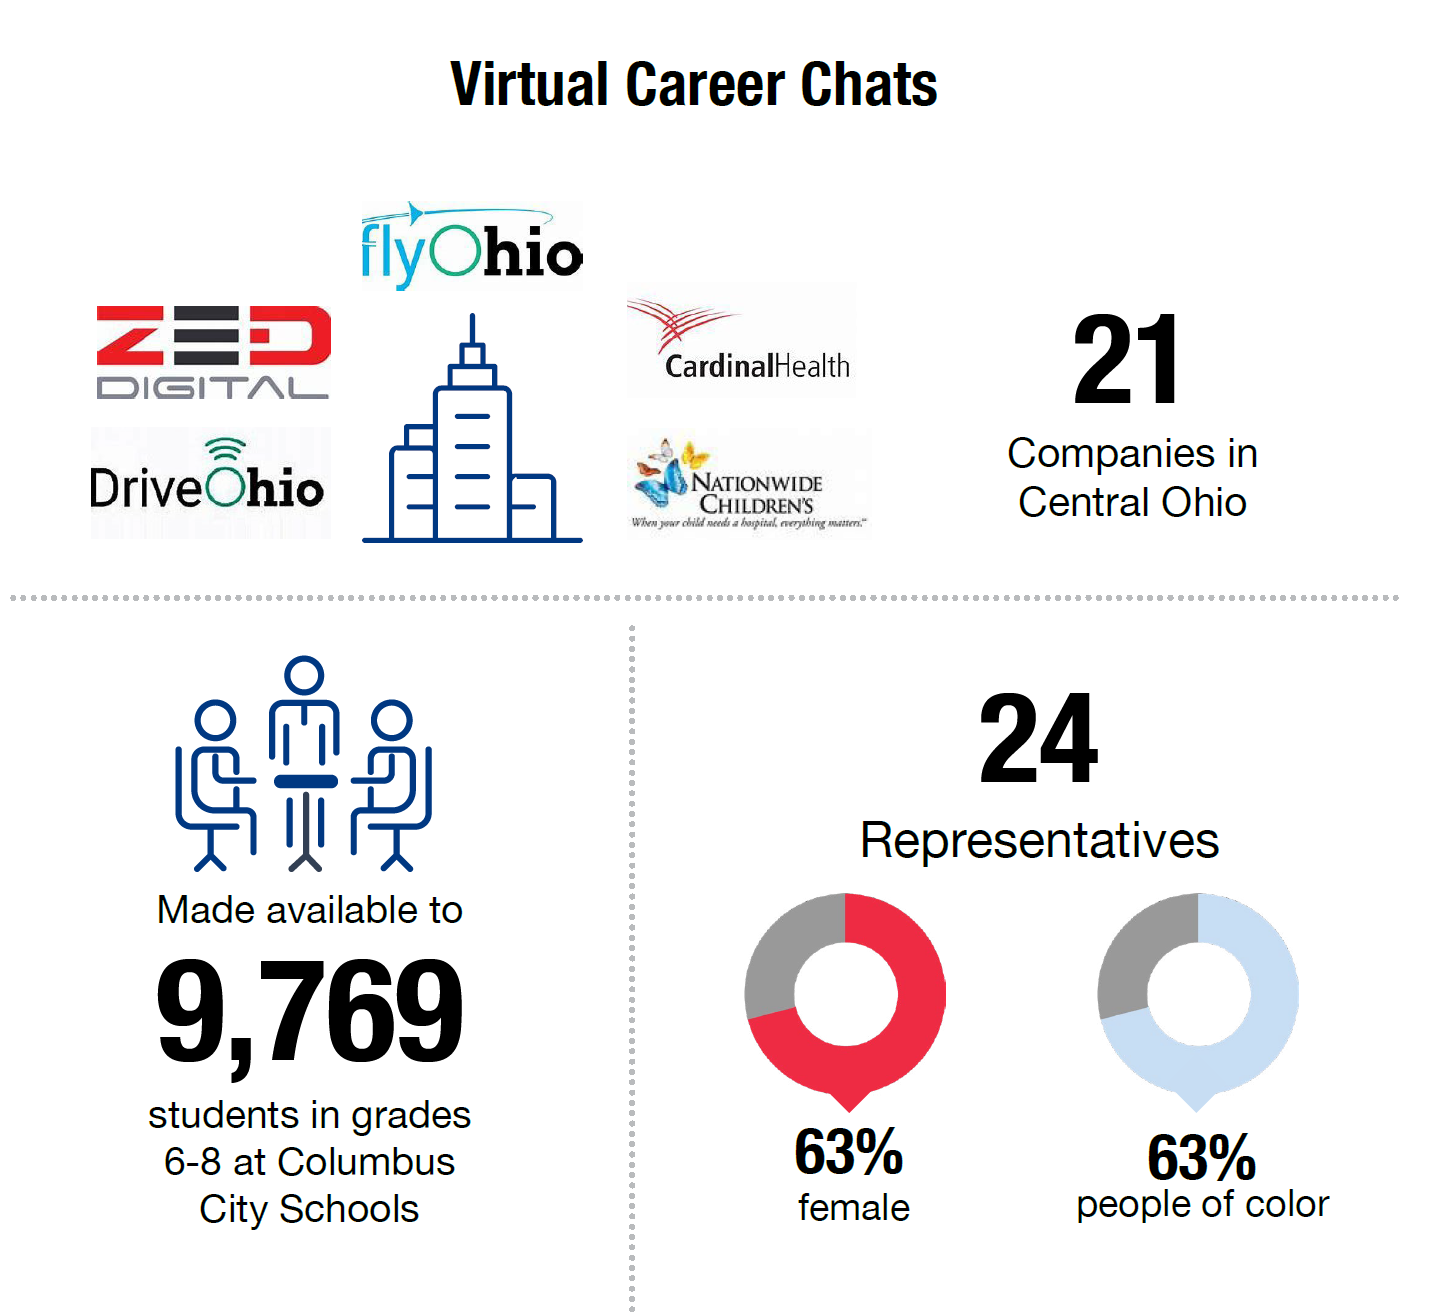 Virtual Career Chats
flyOhio
ZED
DIGITAL
CardinalHealth
DriveOhio
NATIONWIDE
CHILDREN'S
When your child needs a hospital, everything matters.℠
21
Companies in
Central Ohio
Made available to
9,769
students in grades
6-8 at Columbus
City Schools
24
Representatives
63%
female
63%
people of color